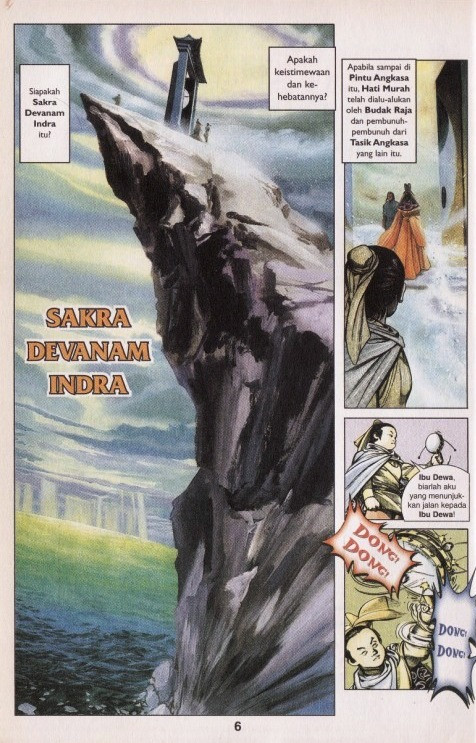 Siapakah
Sakra
Devanam
Indra
itu?
Apakah
keistimewaan
dan ke-
hebatannya?
SAKRA
DEVANAM
INDRA
Apabila sampai di
Pintu Angkasa
itu, Hati Murah
telah dialu-alukan
oleh Budak Raja
dan pembunuh-
pembunuh dari
Tasik Angkasa
yang lain itu.
Ibu Dewa,
biarlah aku
yang menunjuk-
kan jalan kepada
Ibu Dewa!
DONG!
DONG!
DONG!
DONG!
6